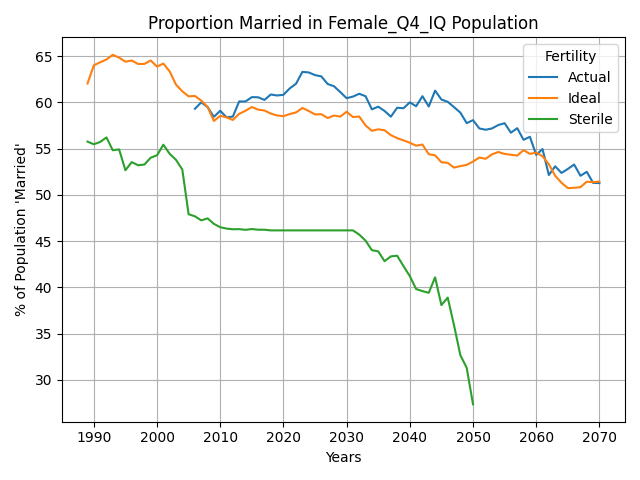 Proportion Married in Female_Q4_IQ Population
Fertility
Actual
Ideal
Sterile
% of Population 'Married'
65
60
55
50
45
40
35
30
1990 2000 2010 2020 2030 2040 2050 2060 2070
Years